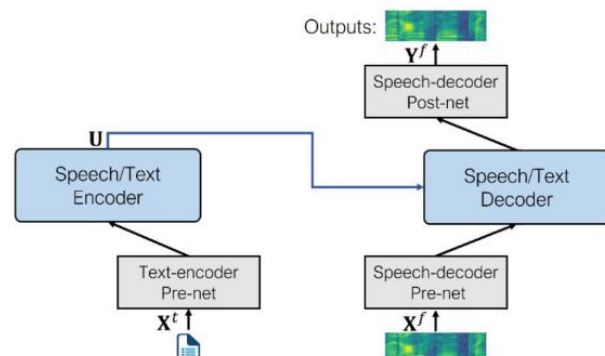 Outputs:
Y^f
Speech-decoder
Post-net
U
Speech/Text
Encoder
Speech/Text
Decoder
Text-encoder
Pre-net
Speech-decoder
Pre-net
X^t
X^f